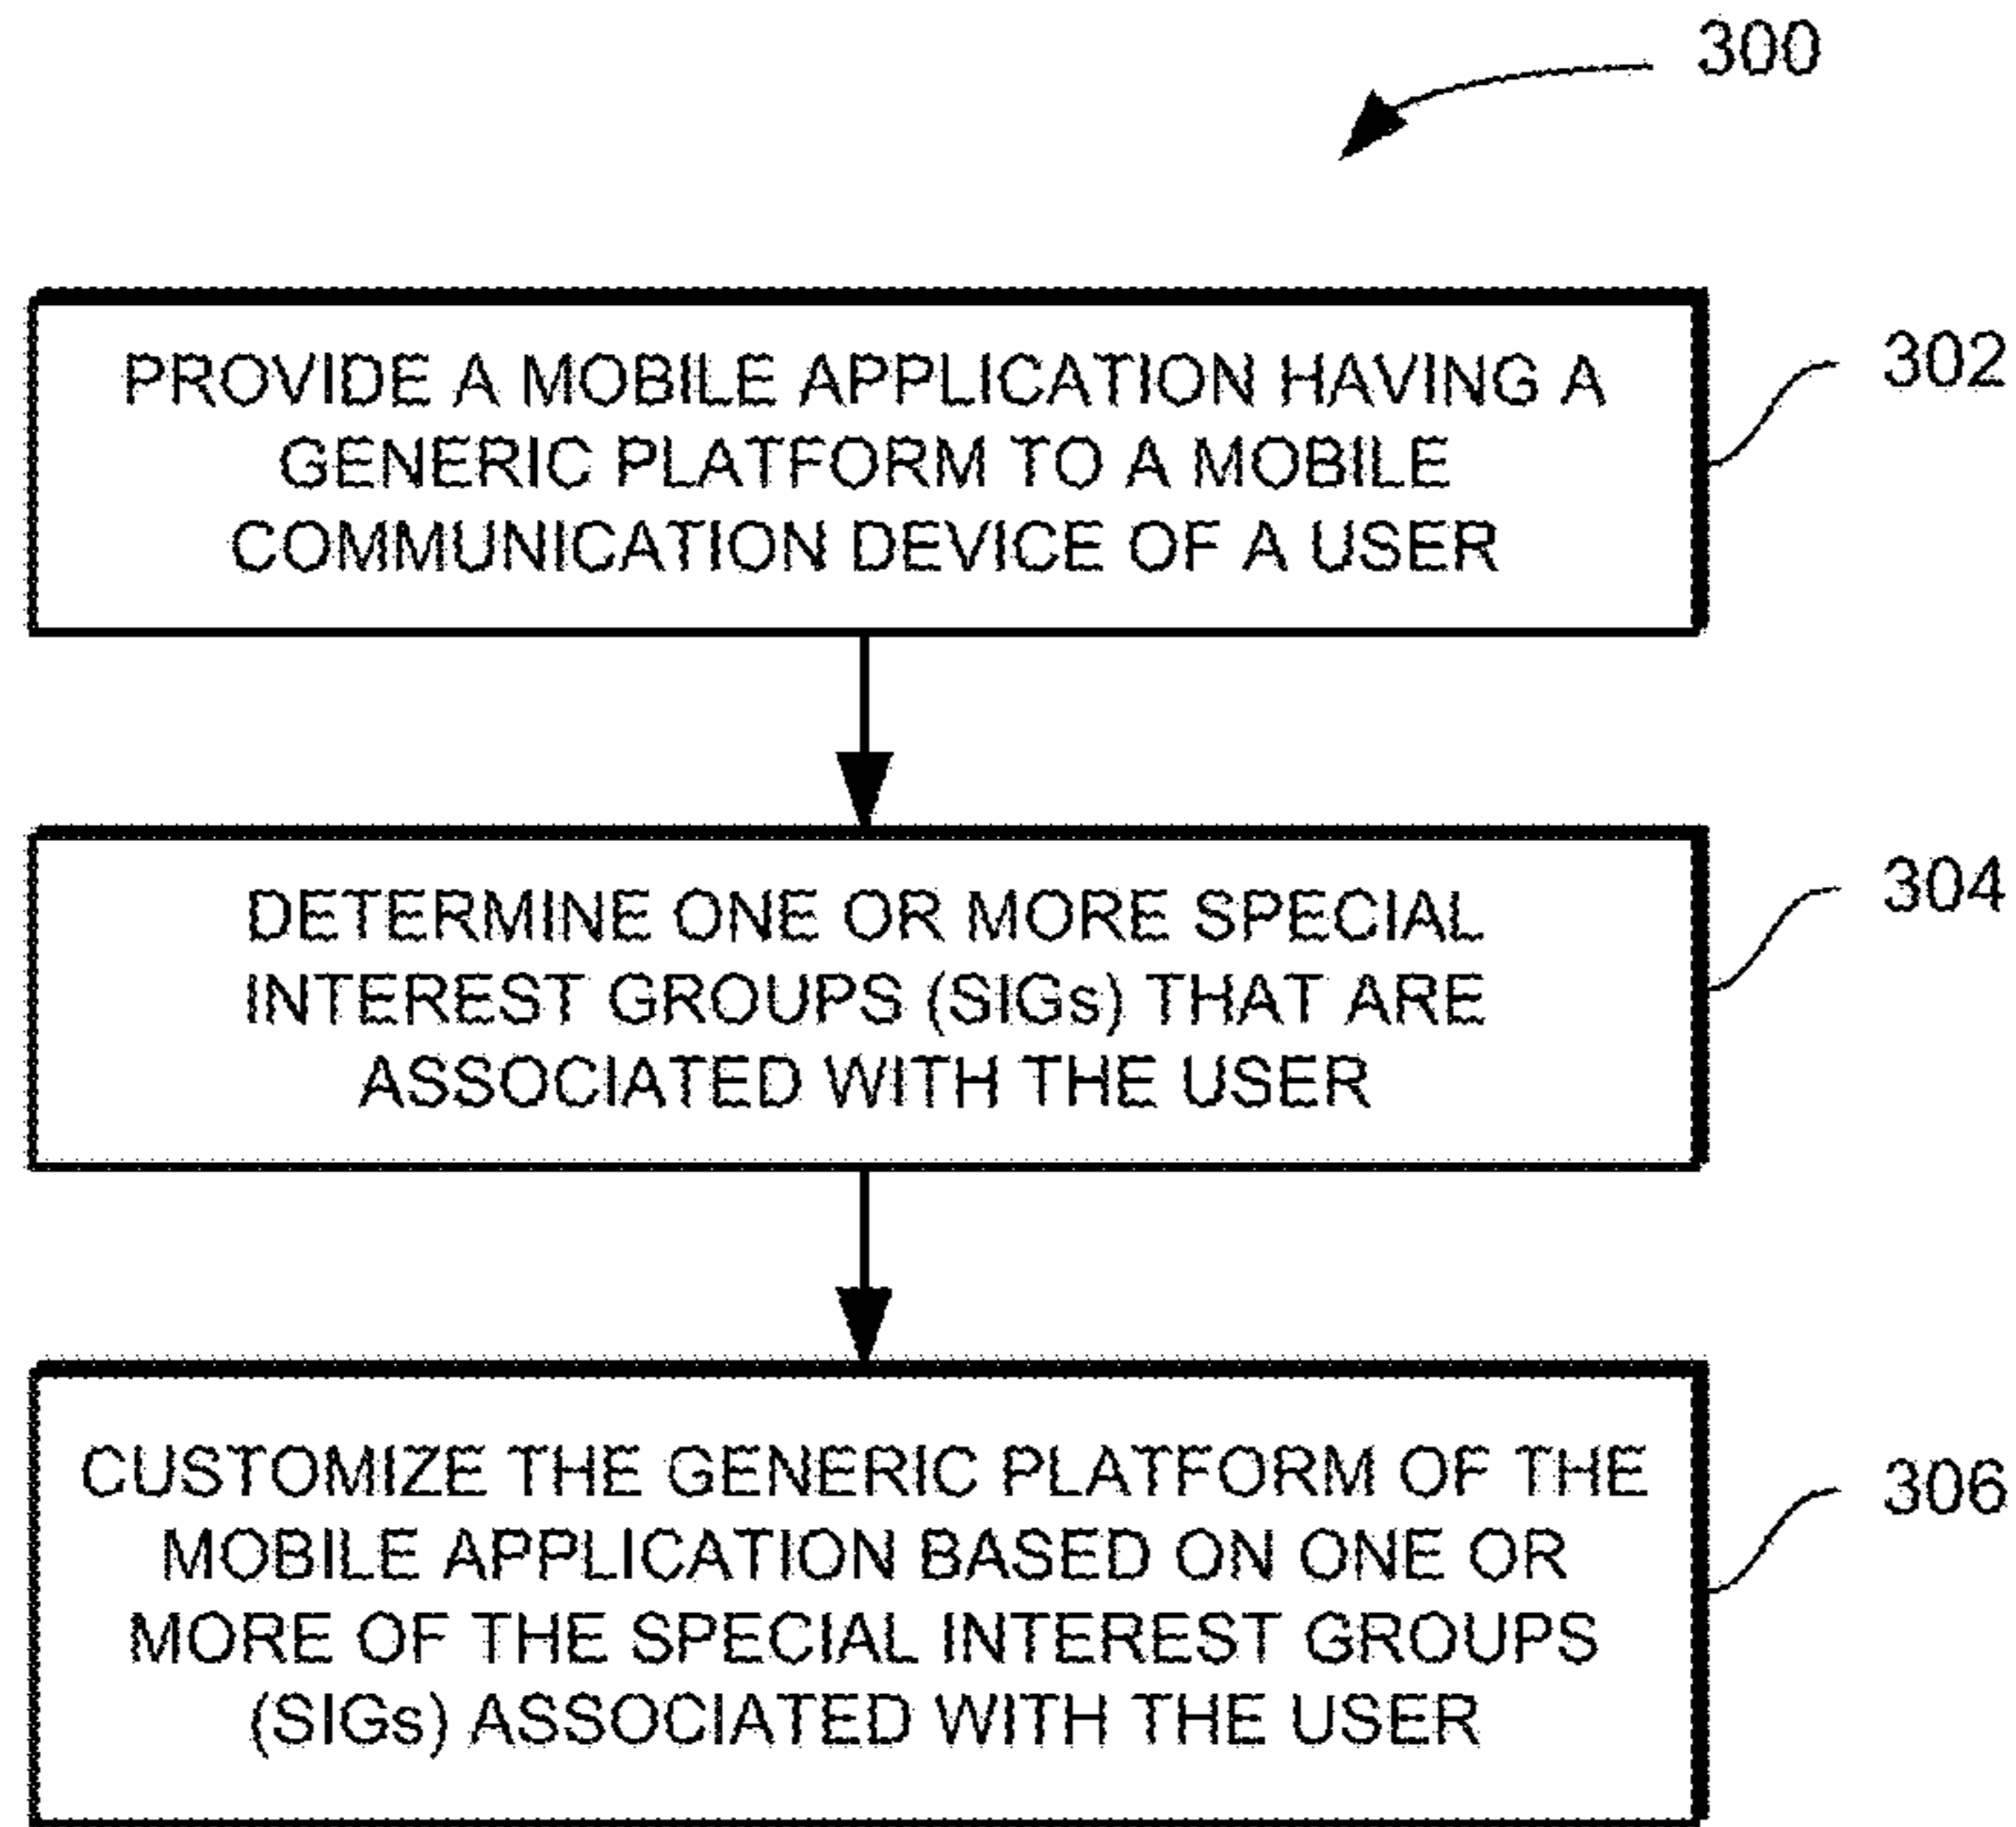 300
PROVIDE A MOBILE APPLICATION HAVING A
GENERIC PLATFORM TO A MOBILE
COMMUNICATION DEVICE OF A USER
302
DETERMINE ONE OR MORE SPECIAL
INTEREST GROUPS (SIGs) THAT ARE
ASSOCIATED WITH THE USER
304
CUSTOMIZE THE GENERIC PLATFORM OF THE
MOBILE APPLICATION BASED ON ONE OR
MORE OF THE SPECIAL INTEREST GROUPS
(SIGs) ASSOCIATED WITH THE USER
306